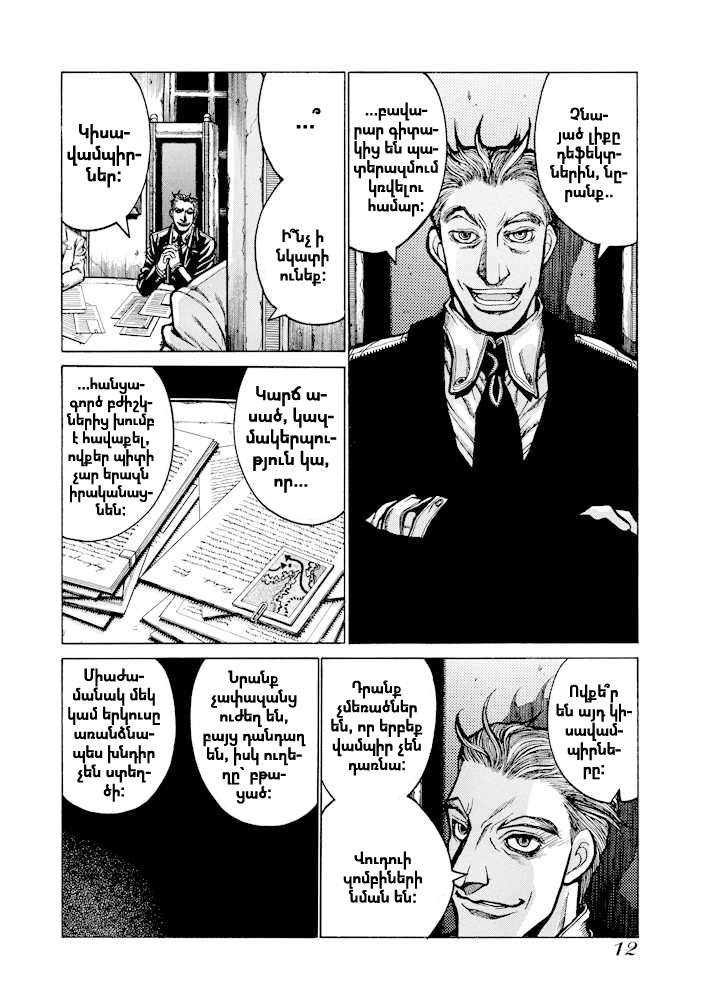 Չնա-
յած լիքը
դեֆեկտ-
ներին, նը-
րանք..
...բավա-
րար գիտա-
կից են պա-
տերազմում
կռվելու
համար:
...՞
Ի՞նչ ի
նկատի
ունեք:
Կիսա-
վամպիր-
ներ:
Կարճ ա-
սած, կազ-
մակերպու-
թյուն կա,
որ...
...հանցա-
գործ բժիշկ-
ներից խումբ
է հավաքել,
ովքեր պիտի
չար երազն
իրականաց-
նեն:
Ովքե՞ր
են այդ կի-
սավամ-
պիրնե-
րը:
Դրանք
չմեռածներ
են, որ երբեք
վամպիր չեն
դառնա:
Վուդուի
զոմբիների
նման են:
Նրանք
չափազանց
ուժեղ են,
բայց դանդաղ
են, իսկ ուղե-
ղը՝ բթա-
ցած:
Միաժա-
մանակ մեկ
կամ երկուսը
առանձնա-
պես խնդիր
չեն ստեղ-
ծի:
12